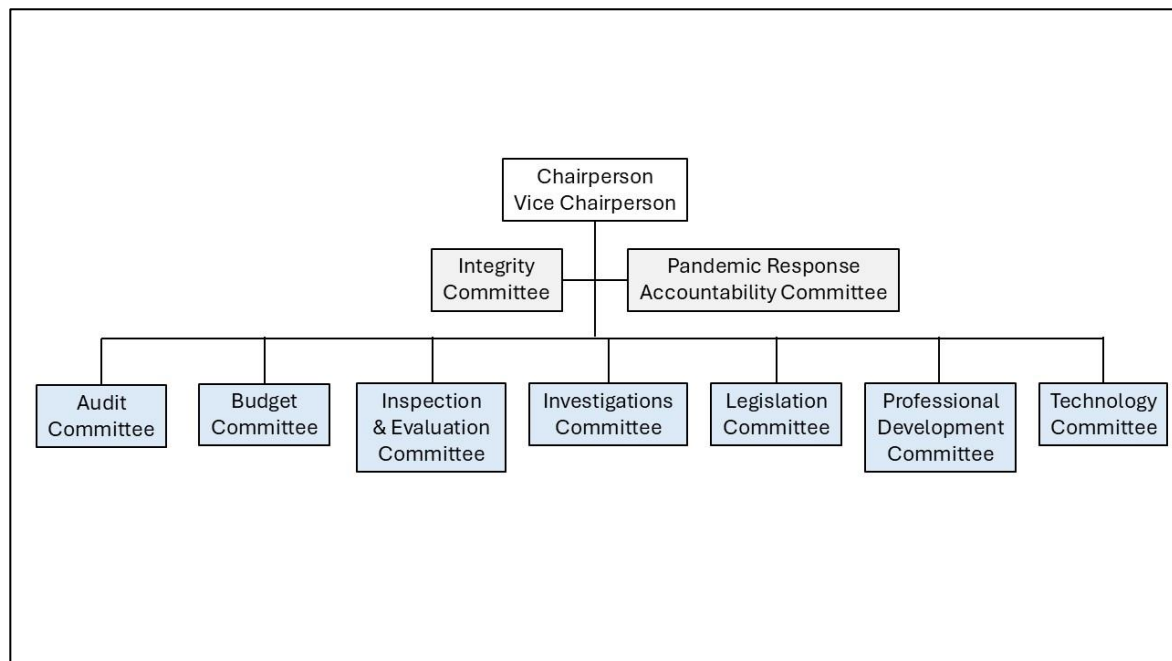 Chairperson
Vice Chairperson
Integrity
Committee
Pandemic Response
Accountability Committee
Audit
Committee
Budget
Committee
Inspection
& Evaluation
Committee
Investigations
Committee
Legislation
Committee
Professional
Development
Committee
Technology
Committee